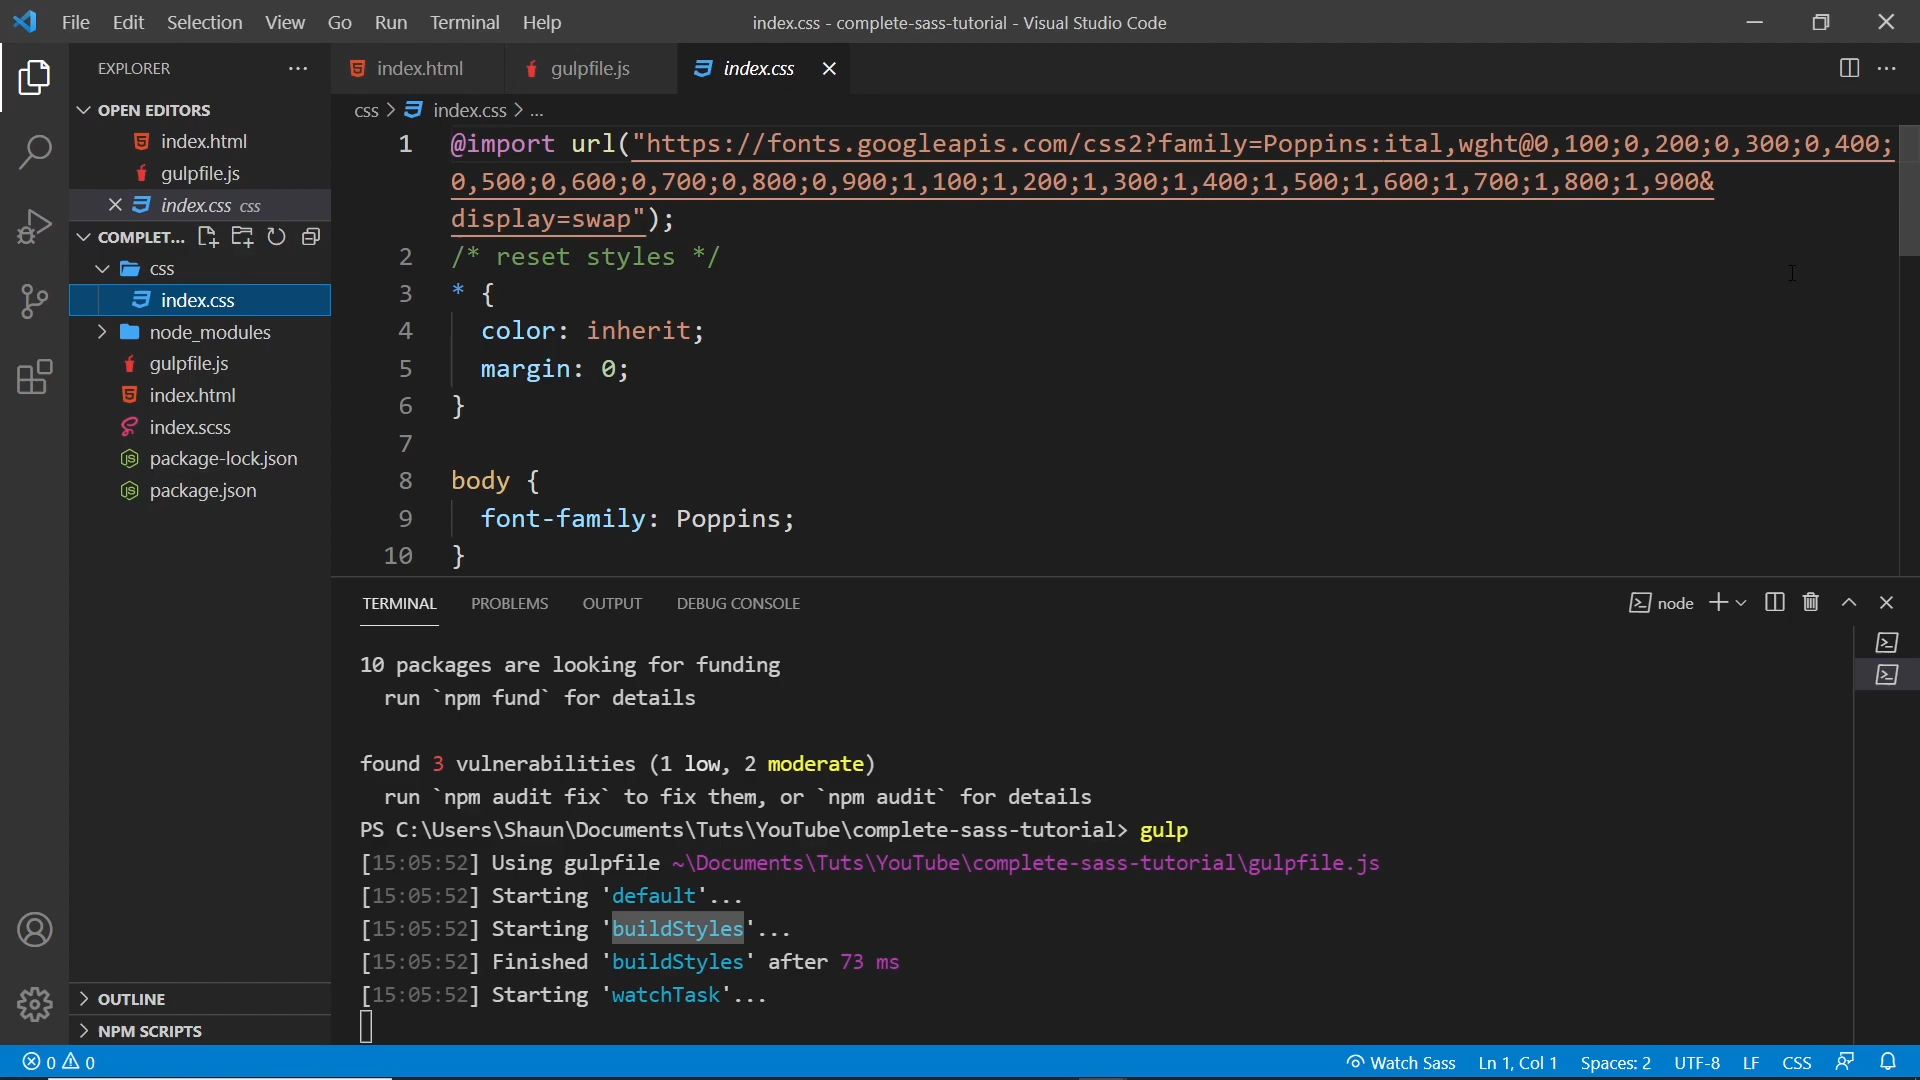 File Edit Selection View Go Run Terminal Help
index.css - complete-sass-tutorial - Visual Studio Code
EXPLORER
OPEN EDITORS
index.html
gulpfile.js
index.css css
COMPLET...
css
index.css
node_modules
gulpfile.js
index.html
index.scss
package-lock.json
package.json
OUTLINE
NPM SCRIPTS
index.html gulpfile.js index.css
css > index.css > ...
1 @import url("https://fonts.googleapis.com/css2?family=Poppins:ital,wght@0,100;0,200;0,300;0,400;
0,500;0,600;0,700;0,800;0,900;1,100;1,200;1,300;1,400;1,500;1,600;1,700;1,800;1,900&
display=swap");
2 /* reset styles */
3 * {
4 color: inherit;
5 margin: 0;
6 }
7
8 body {
9 font-family: Poppins;
10 }
TERMINAL PROBLEMS OUTPUT DEBUG CONSOLE
node
10 packages are looking for funding
run `npm fund` for details
found 3 vulnerabilities (1 low, 2 moderate)
run `npm audit fix` to fix them, or `npm audit` for details
PS C:\Users\Shaun\Documents\Tuts\YouTube\complete-sass-tutorial> gulp
[15:05:52] Using gulpfile ~\Documents\Tuts\YouTube\complete-sass-tutorial\gulpfile.js
[15:05:52] Starting 'default'...
[15:05:52] Starting 'buildStyles'...
[15:05:52] Finished 'buildStyles' after 73 ms
[15:05:52] Starting 'watchTask'...
0 0
Watch Sass Ln 1, Col 1 Spaces: 2 UTF-8 LF CSS